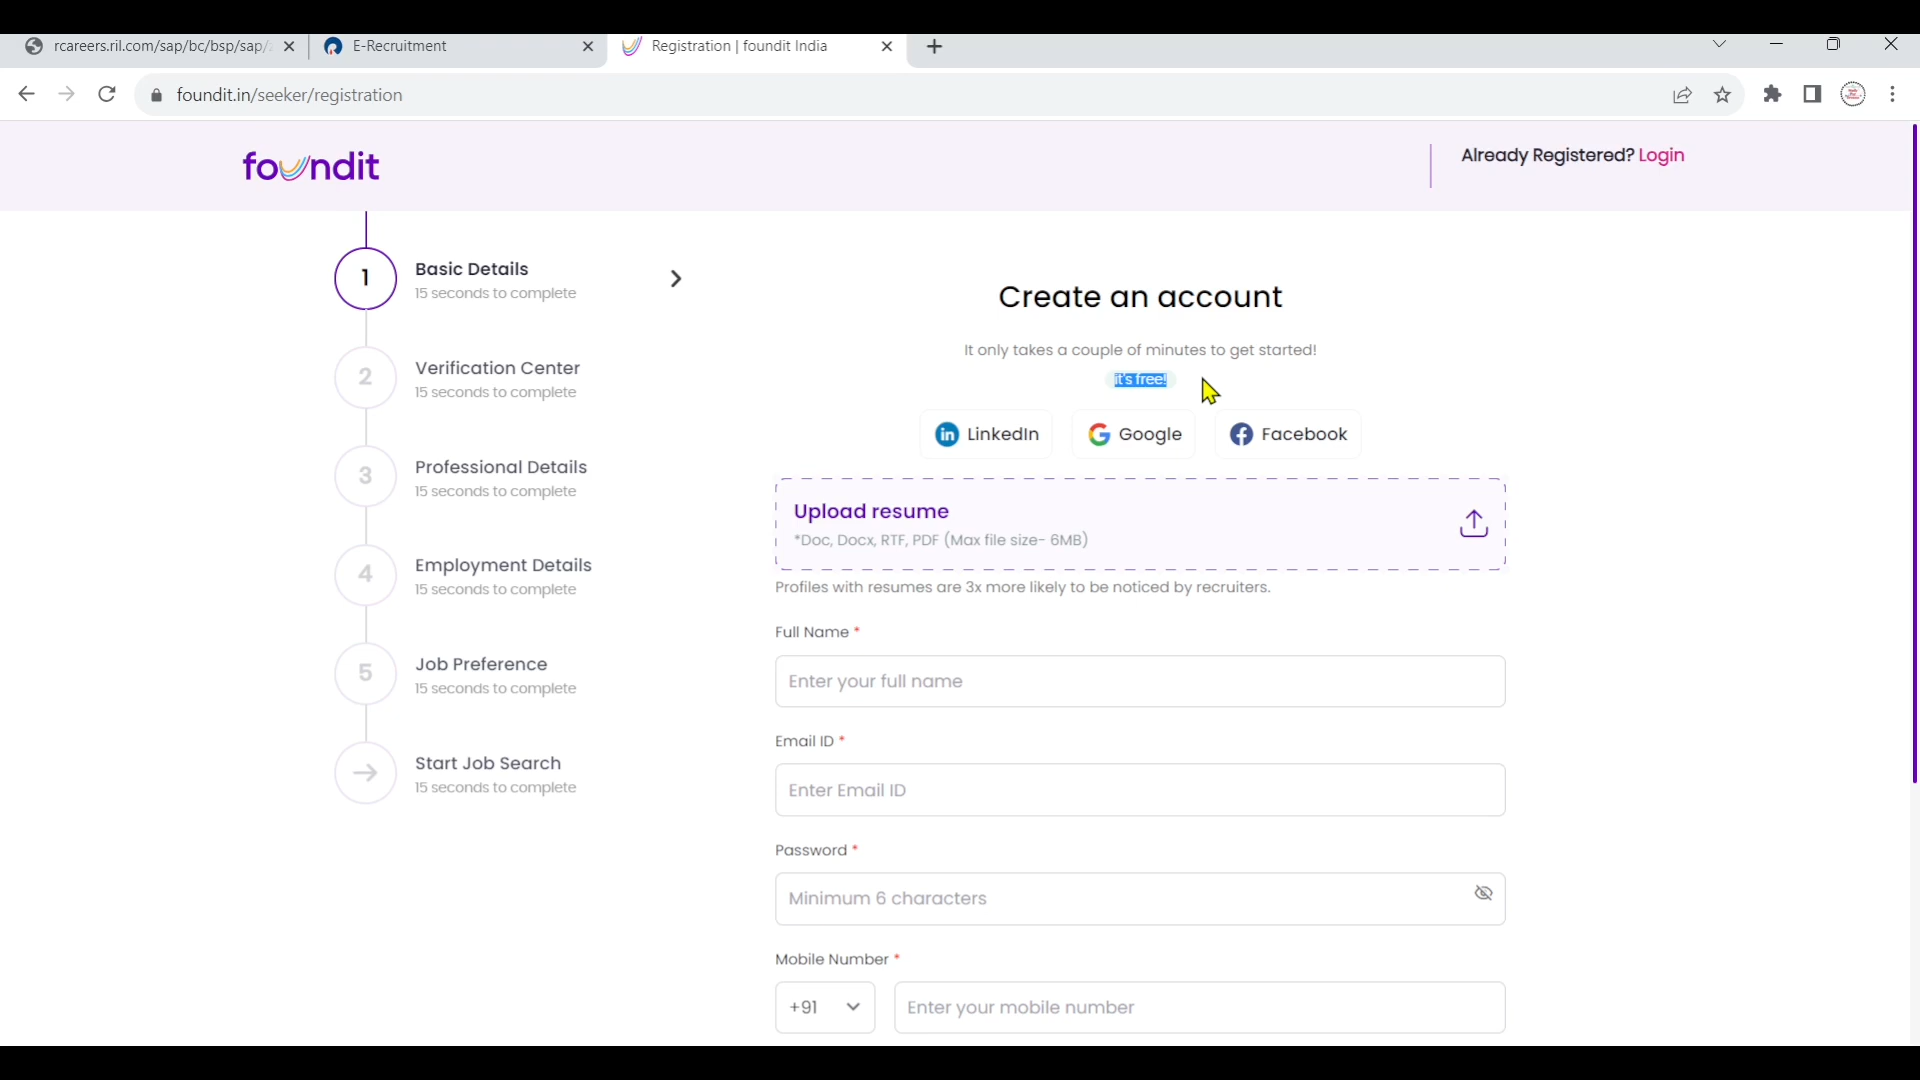 rcareers.ril.com/sap/bc/bsp/sap/
E-Recruitment
Registration | foundit India
foundit.in/seeker/registration
foundit
Already Registered? Login
1
Basic Details
15 seconds to complete
2
Verification Center
15 seconds to complete
3
Professional Details
15 seconds to complete
4
Employment Details
15 seconds to complete
5
Job Preference
15 seconds to complete
Start Job Search
15 seconds to complete
Create an account
It only takes a couple of minutes to get started!
it's free!
LinkedIn
Google
Facebook
Upload resume
*Doc, Docx, RTF, PDF (Max file size- 6MB)
Profiles with resumes are 3x more likely to be noticed by recruiters.
Full Name *
Enter your full name
Email ID *
Enter Email ID
Password *
Minimum 6 characters
Mobile Number *
+91
Enter your mobile number